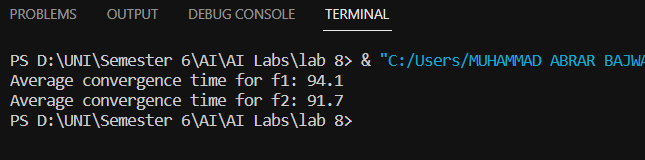 PROBLEMS OUTPUT DEBUG CONSOLE TERMINAL
PS D:\UNI\Semester 6\AI\AI Labs\lab 8> & "C:/Users/MUHAMMAD ABRAR BAJWA
Average convergence time for f1: 94.1
Average convergence time for f2: 91.7
PS D:\UNI\Semester 6\AI\AI Labs\lab 8>